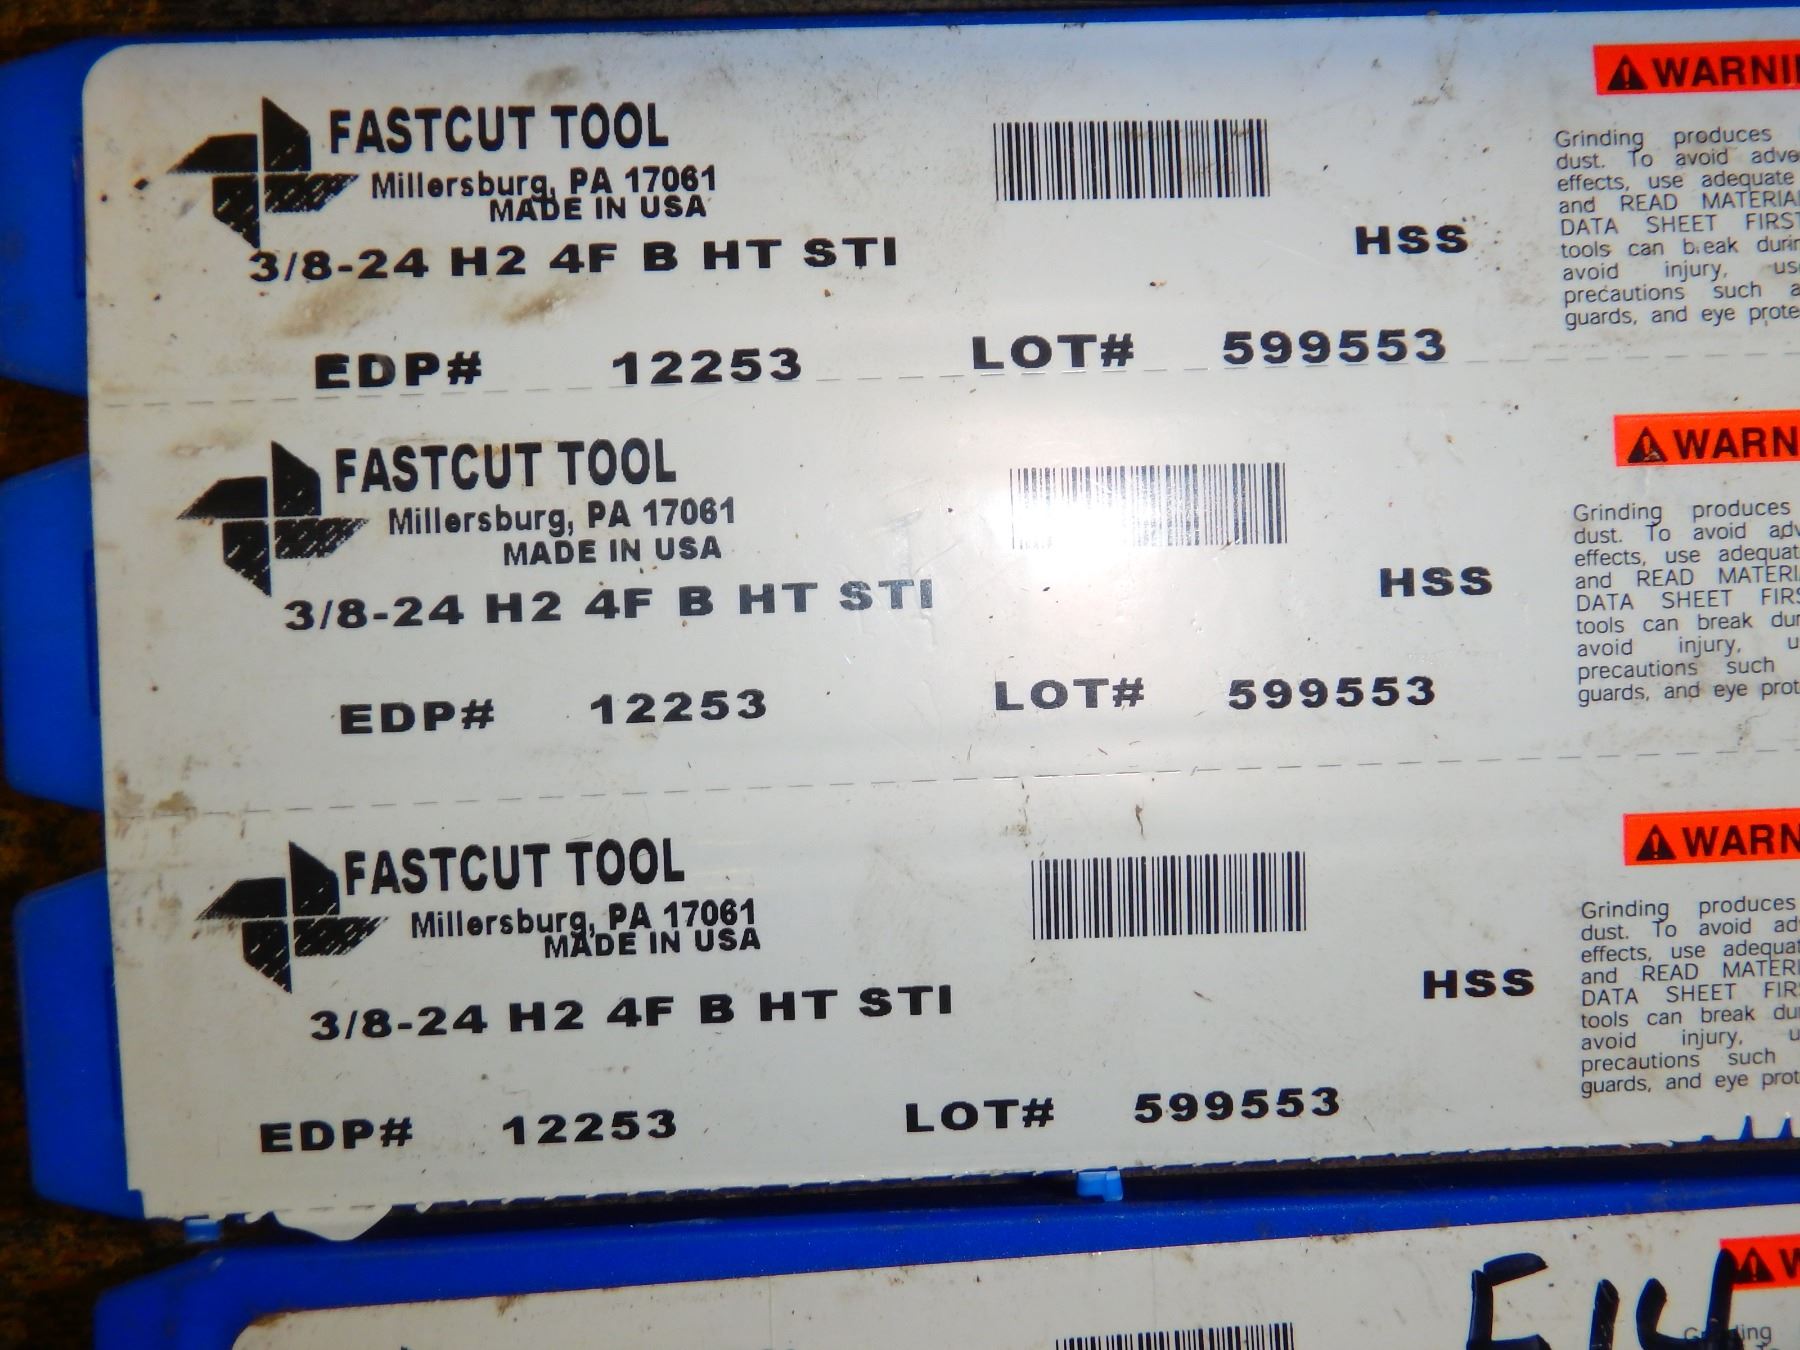 FASTCUT TOOL
Millersburg, PA 17061
MADE IN USA
3/8-24 H2 4F B HT STI
HSS
EDP# 12253 LOT# 599553
WARNI
Grinding produces
dust. To avoid adve
effects, use adequate
and READ MATERIA
DATA SHEET FIRST
tools can break durin
avoid injury, us
precautions such a
guards, and eye prote
FASTCUT TOOL
Millersburg, PA 17061
MADE IN USA
3/8-24 H2 4F B HT STI
HSS
EDP# 12253 LOT# 599553
WARN
Grinding produces
dust. To avoid adv
effects, use adequat
and READ MATERI
DATA SHEET FIRS
tools can break dur
avoid injury, u
precautions such
guards, and eye prot
FASTCUT TOOL
Millersburg, PA 17061
MADE IN USA
3/8-24 H2 4F B HT STI
HSS
EDP# 12253 LOT# 599553
WARN
Grinding produces
dust. To avoid ad
effects, use adequat
and READ MATERI
DATA SHEET FIRS
tools can break du
avoid injury, u
precautions such
guards, and eye prot
W